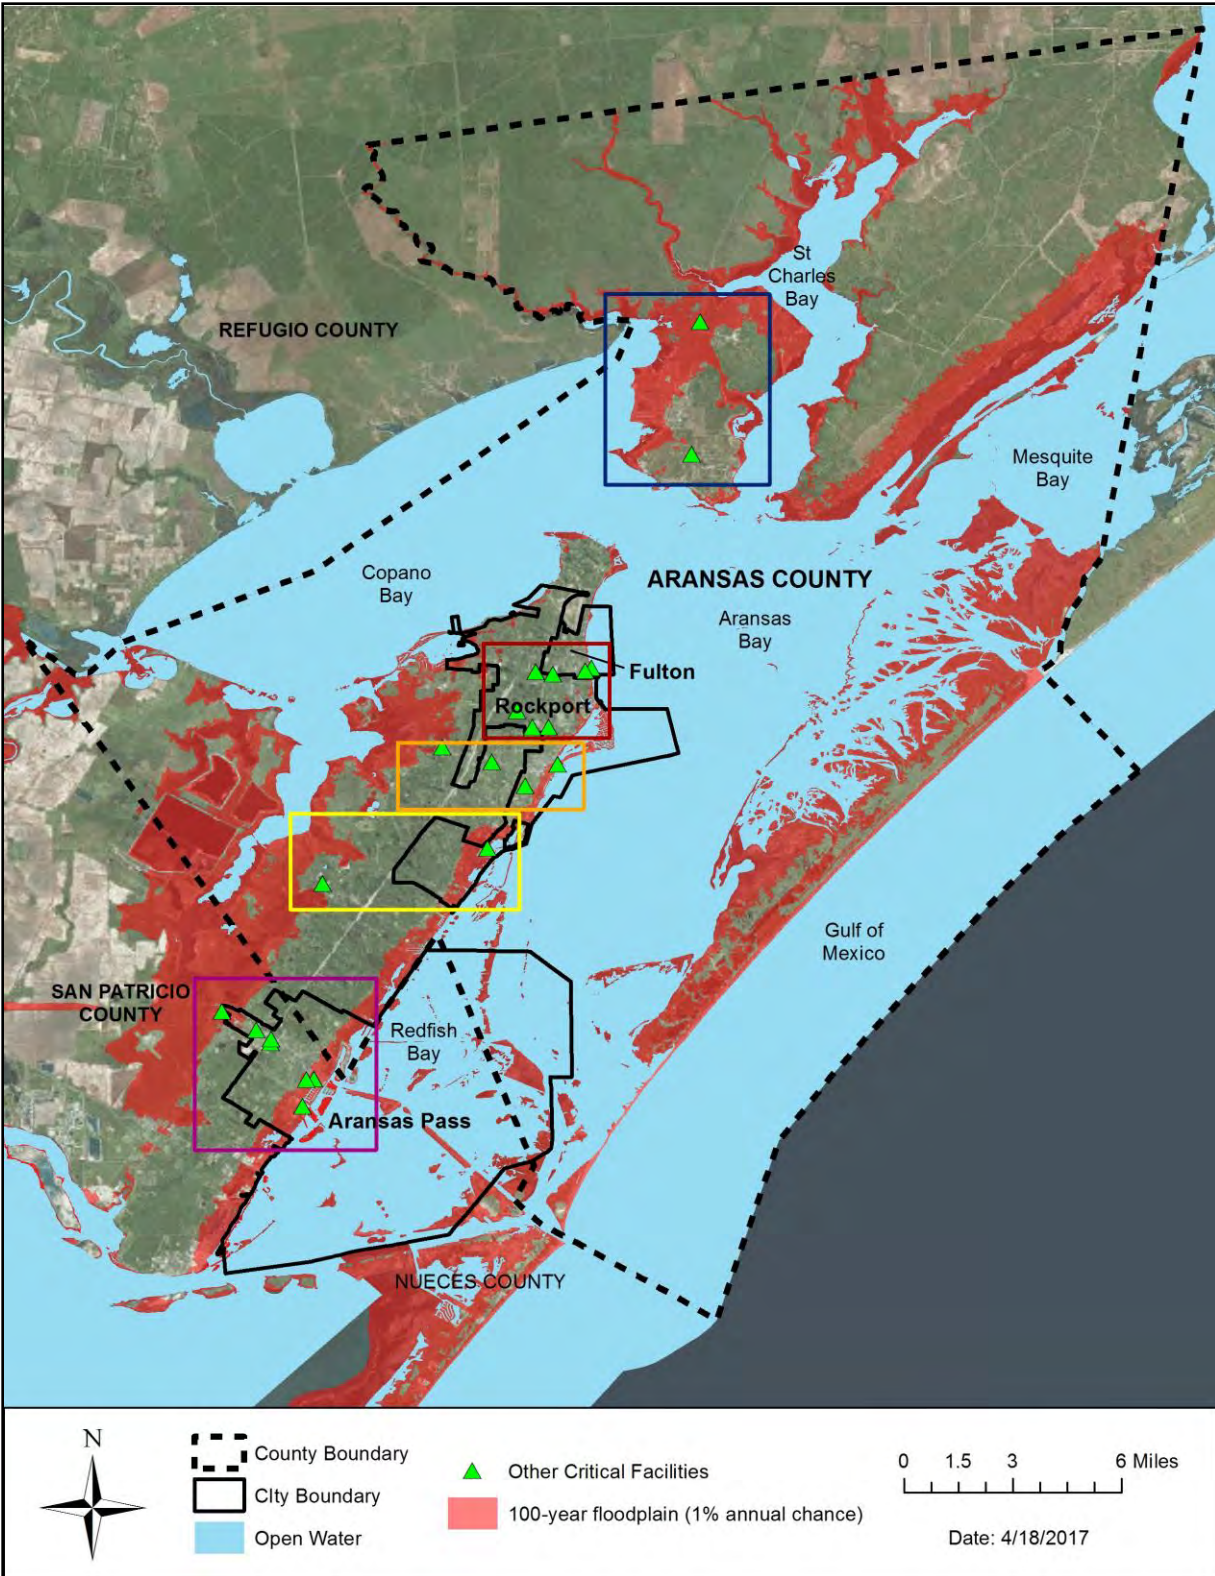 St
Charles
Bay
REFUGIO COUNTY
Mesquite
Bay
Copano
Bay
ARANSAS COUNTY
Aransas
Bay
Fulton
Rockport
Gulf of
Mexico
SAN PATRICIO
COUNTY
Redfish
Bay
Aransas Pass
NUECES COUNTY
N
County Boundary
CIty Boundary
Open Water
Other Critical Facilities
100-year floodplain (1% annual chance)
0 1.5 3 6 Miles
Date: 4/18/2017